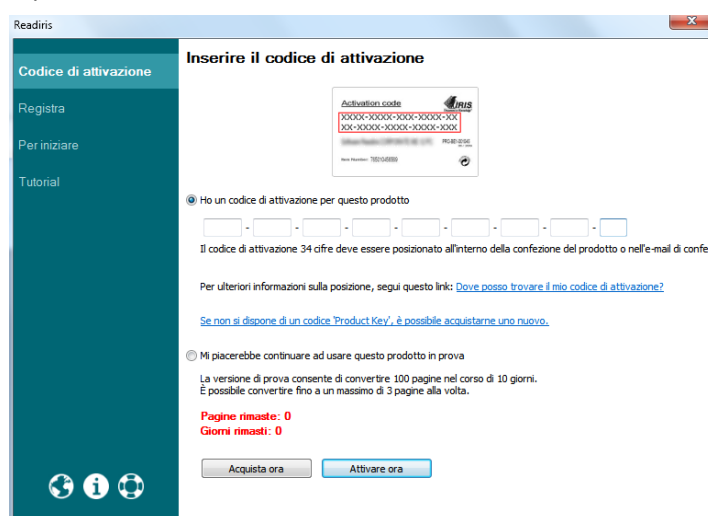 Readiris
Codice di attivazione
Registra
Per iniziare
Tutorial
Inserire il codice di attivazione
Activation code
IRIS
XXXX-XXXX-XXX-XXXX-XX
XX-XXXX-XXXX-XXXX-XXX
Ho un codice di attivazione per questo prodotto
- - - - - - - -
Il codice di attivazione 34 cifre deve essere posizionato all'interno della confezione del prodotto o nell'e-mail di confe
Per ulteriori informazioni sulla posizione, segui questo link: Dove posso trovare il mio codice di attivazione?
Se non si dispone di un codice 'Product Key', è possibile acquistarne uno nuovo.
Mi piacerebbe continuare ad usare questo prodotto in prova
La versione di prova consente di convertire 100 pagine nel corso di 10 giorni.
È possibile convertire fino a un massimo di 3 pagine alla volta.
Pagine rimaste: 0
Giorni rimasti: 0
Acquista ora
Attivare ora